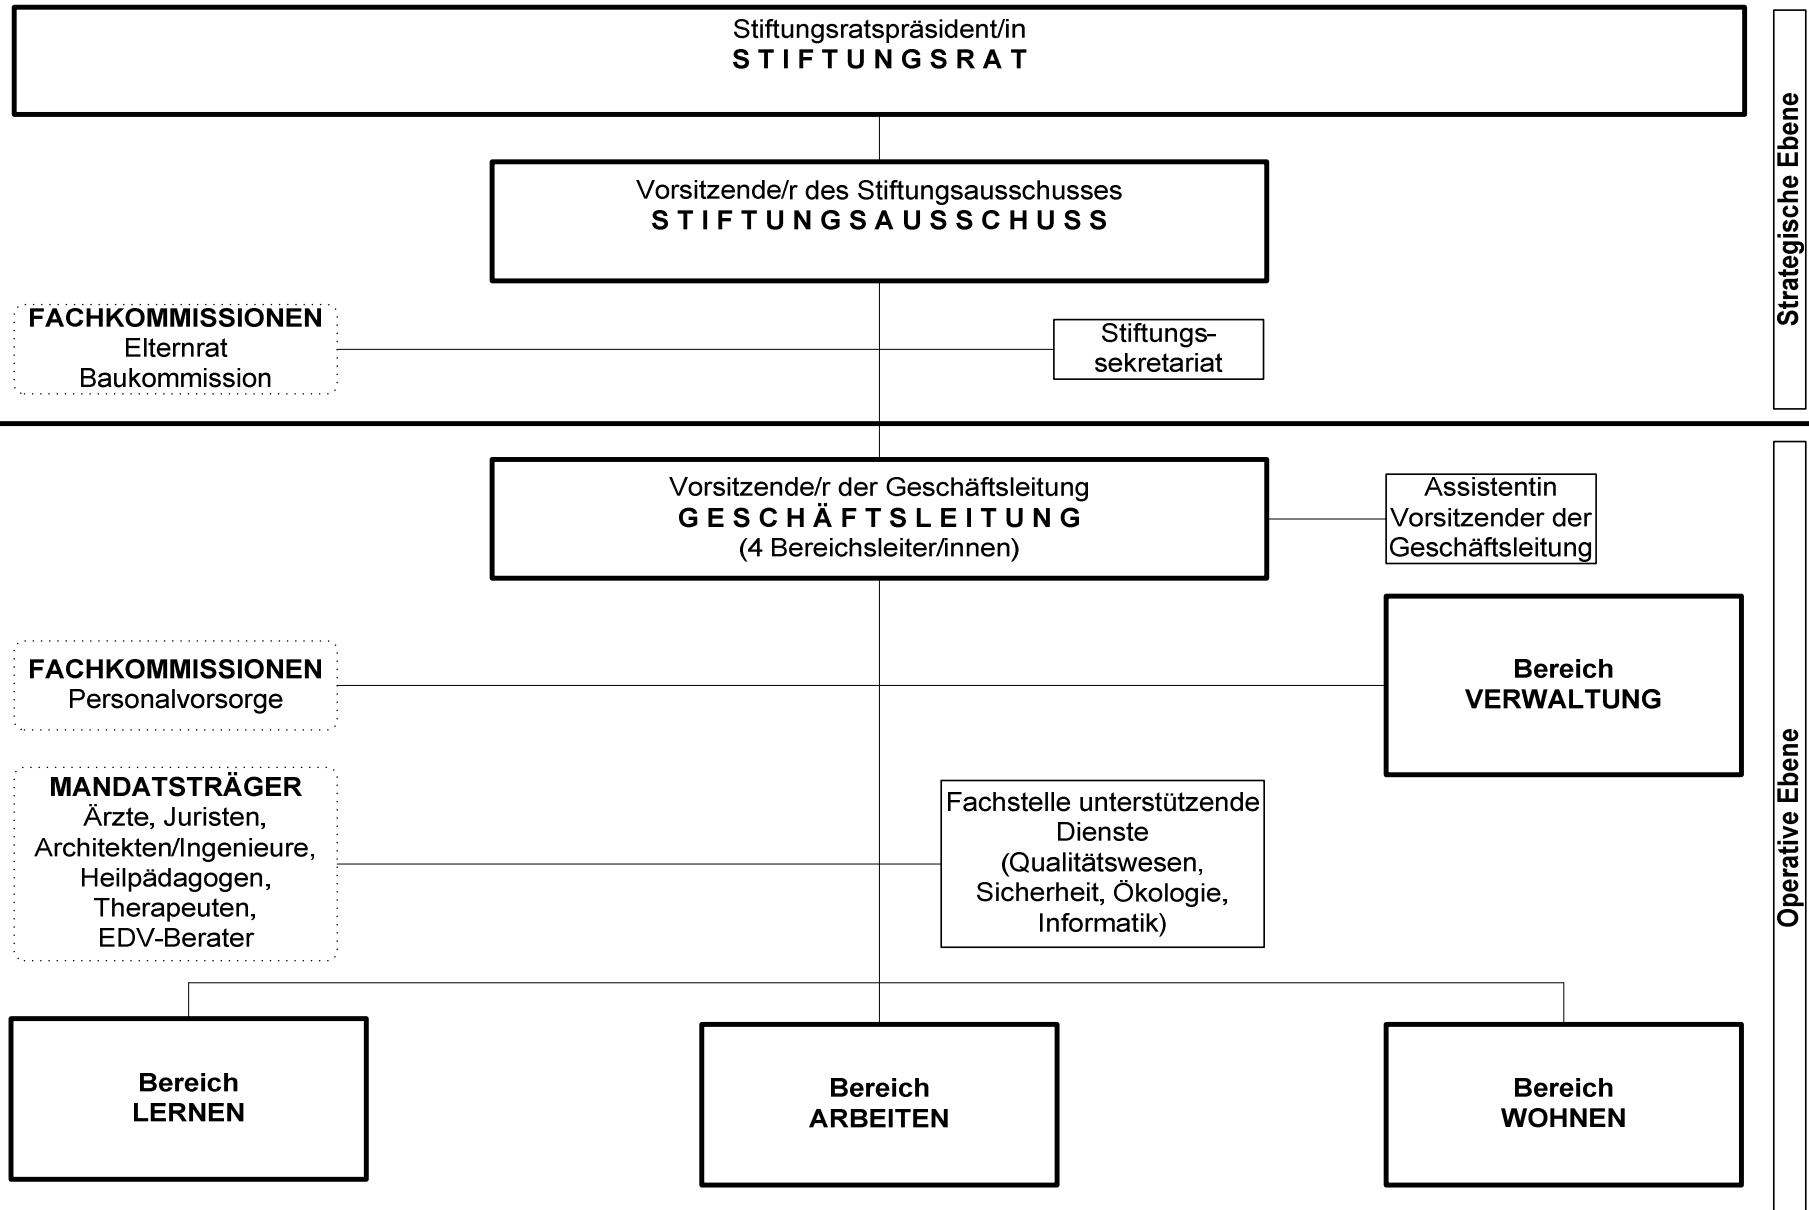 Stiftungsratspräsident/in
STIFTUNGSRAT
Strategische Ebene
Vorsitzende/r des Stiftungsausschusses
STIFTUNGSAUSSCHUSS
FACHKOMMISSIONEN
Elternrat
Baukommission
Stiftungs-
sekretariat
Vorsitzende/r der Geschäftsleitung
GESCHÄFTSLEITUNG
(4 Bereichsleiter/innen)
Assistentin
Vorsitzender der
Geschäftsleitung
Operative Ebene
FACHKOMMISSIONEN
Personalvorsorge
Bereich
VERWALTUNG
MANDATSTRÄGER
Ärzte, Juristen,
Architekten/Ingenieure,
Heilpädagogen,
Therapeuten,
EDV-Berater
Fachstelle unterstützende
Dienste
(Qualitätswesen,
Sicherheit, Ökologie,
Informatik)
Bereich
LERNEN
Bereich
ARBEITEN
Bereich
WOHNEN